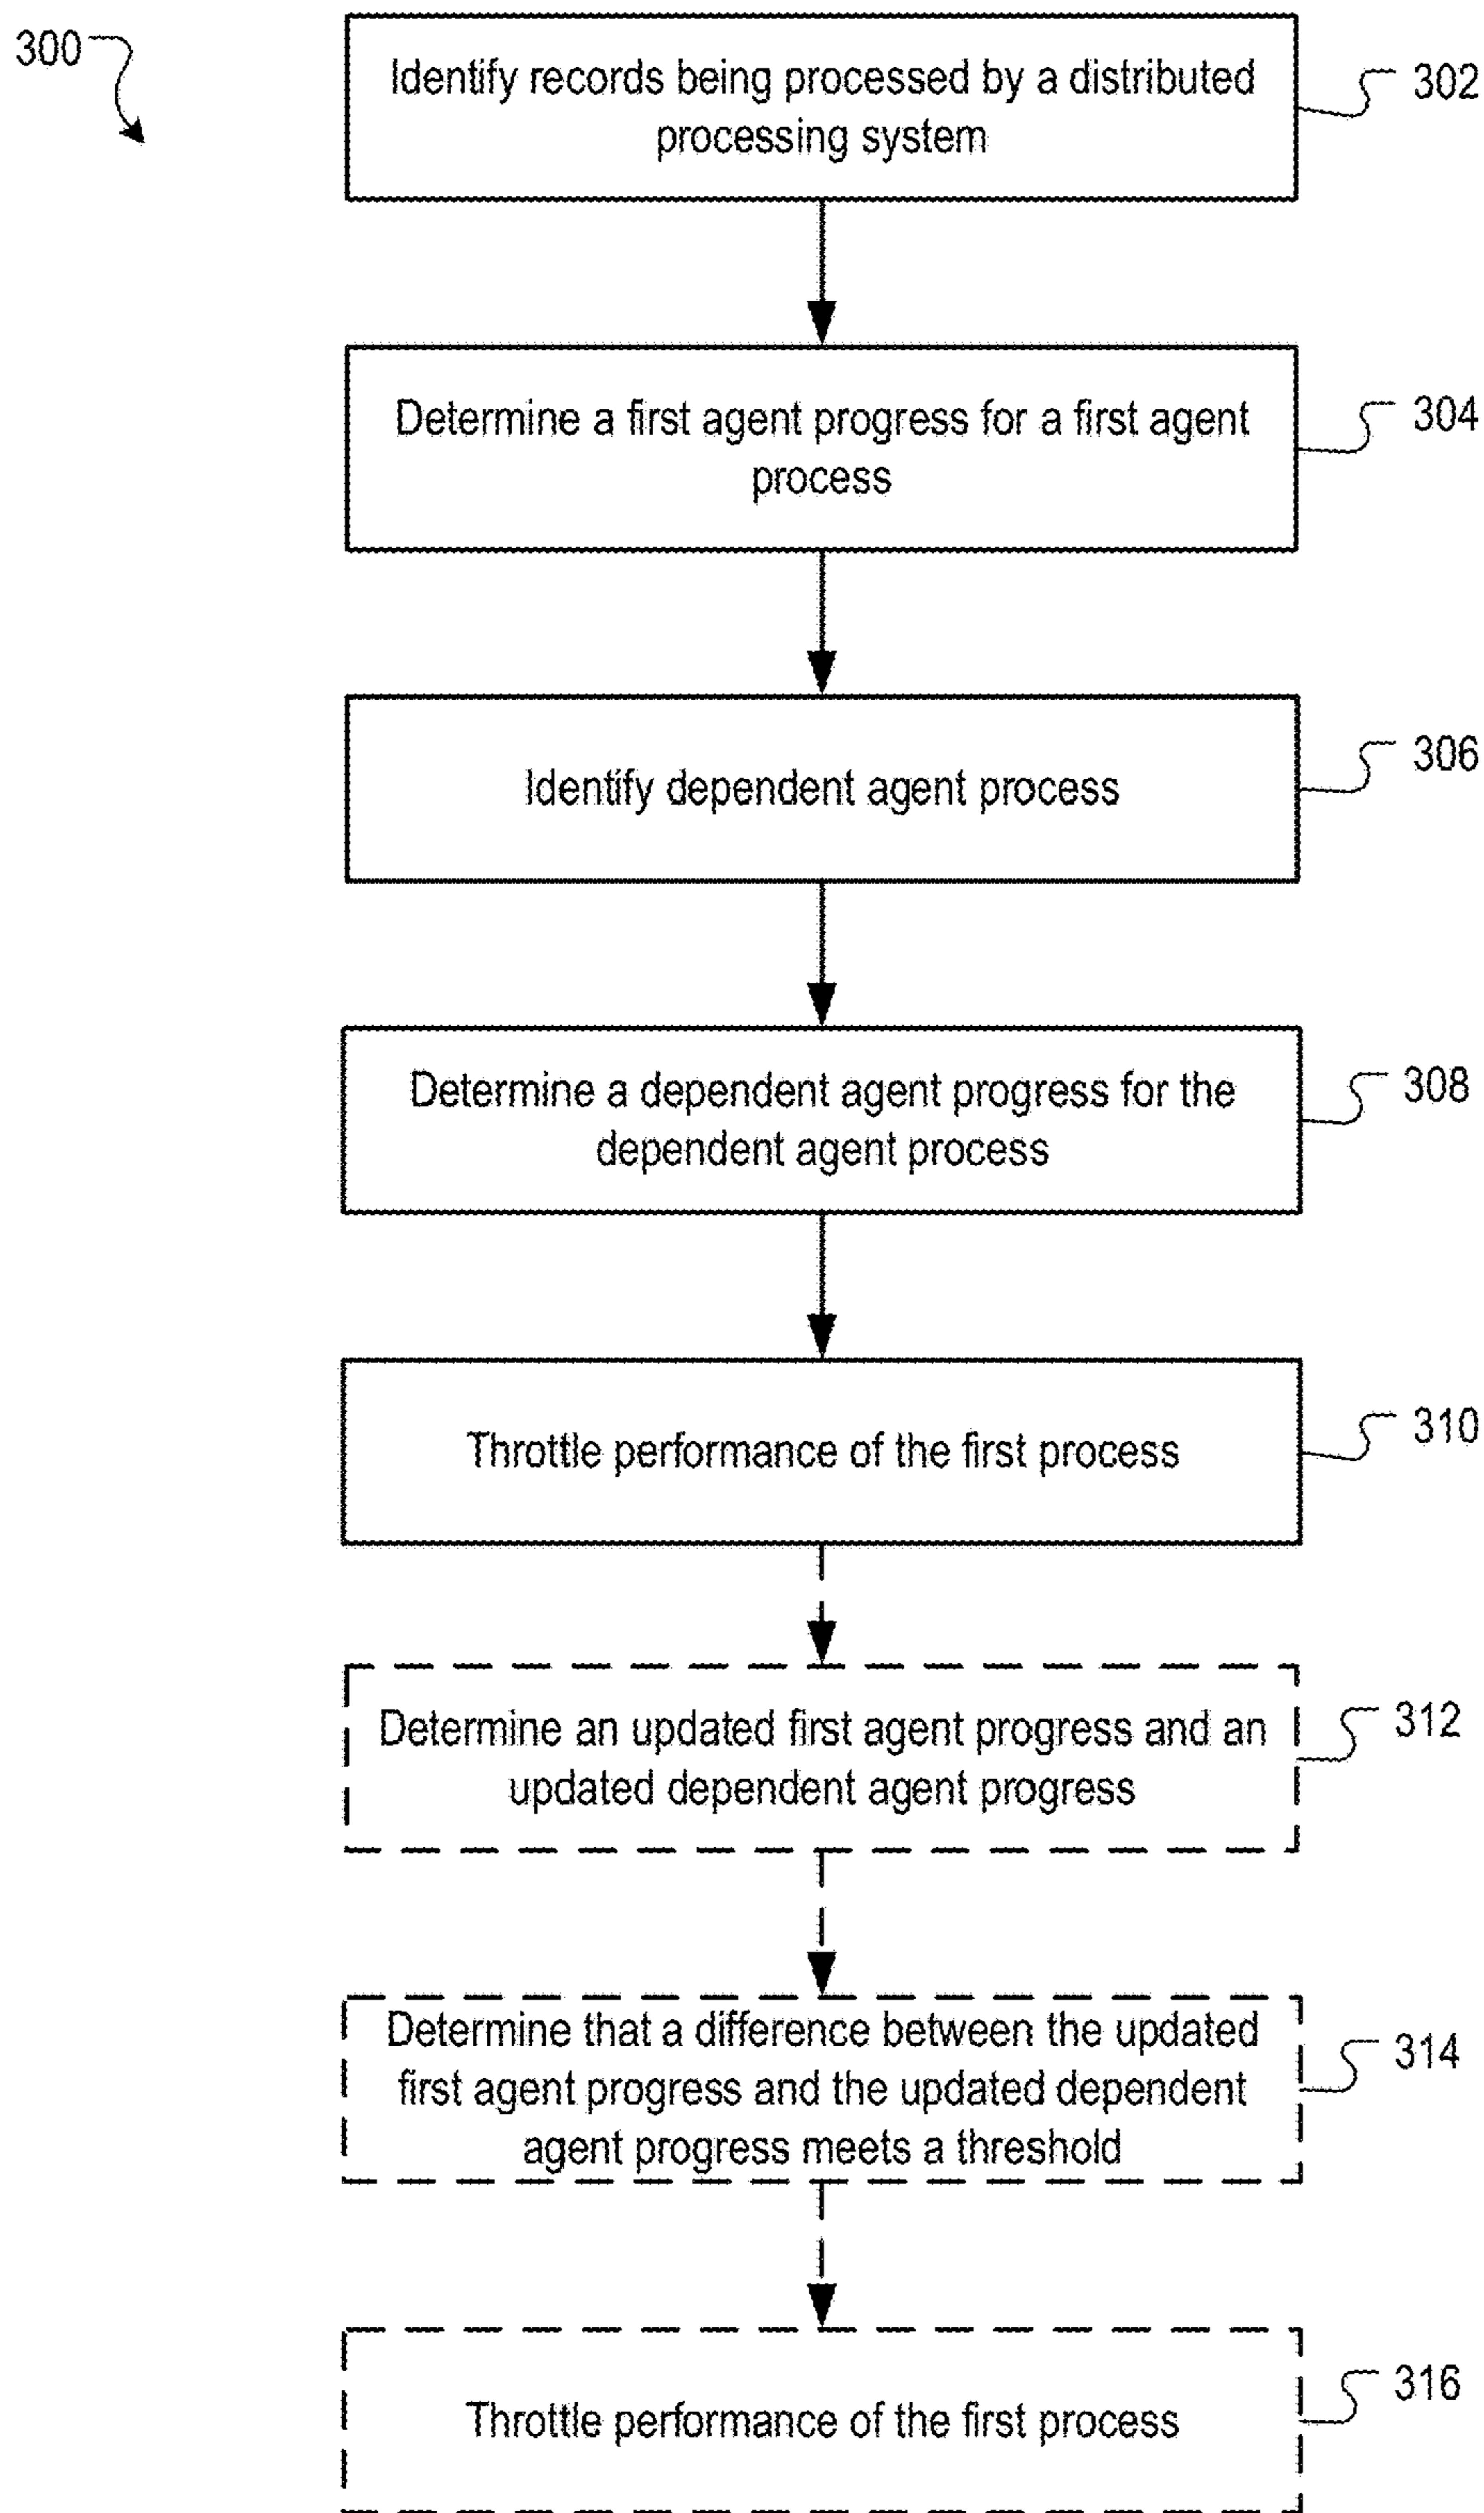 300
Identify records being processed by a distributed
processing system
302
Determine a first agent progress for a first agent
process
304
Identify dependent agent process
306
Determine a dependent agent progress for the
dependent agent process
308
Throttle performance of the first process
310
Determine an updated first agent progress and an
updated dependent agent progress
312
Determine that a difference between the updated
first agent progress and the updated dependent
agent progress meets a threshold
314
Throttle performance of the first process
316